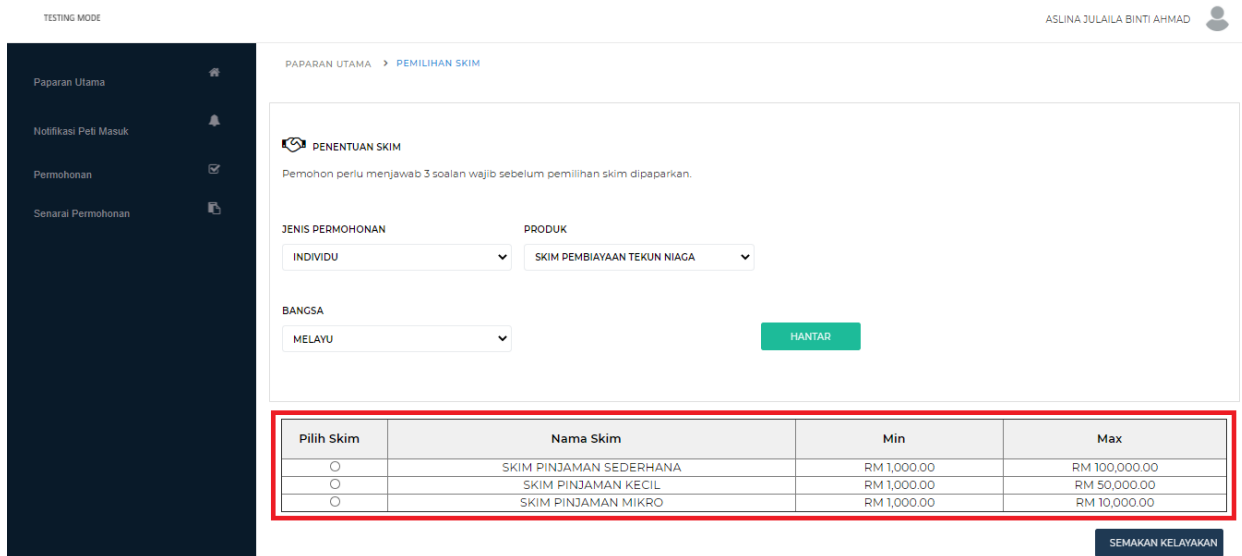 TESTING MODE
ASLINA JULAILA BINTI AHMAD
Paparan Utama
Notifikasi Peti Masuk
Permohonan
Senarai Permohonan
PAPARAN UTAMA > PEMILIHAN SKIM
PENENTUAN SKIM
Pemohon perlu menjawab 3 soalan wajib sebelum pemilihan skim dipaparkan.
JENIS PERMOHONAN PRODUK
INDIVIDU SKIM PEMBIAYAAN TEKUN NIAGA
BANGSA
MELAYU HANTAR
Pilih Skim Nama Skim Min Max
SKIM PINJAMAN SEDERHANA RM 1,000.00 RM 100,000.00
SKIM PINJAMAN KECIL RM 1,000.00 RM 50,000.00
SKIM PINJAMAN MIKRO RM 1,000.00 RM 10,000.00
SEMAKAN KELAYAKAN